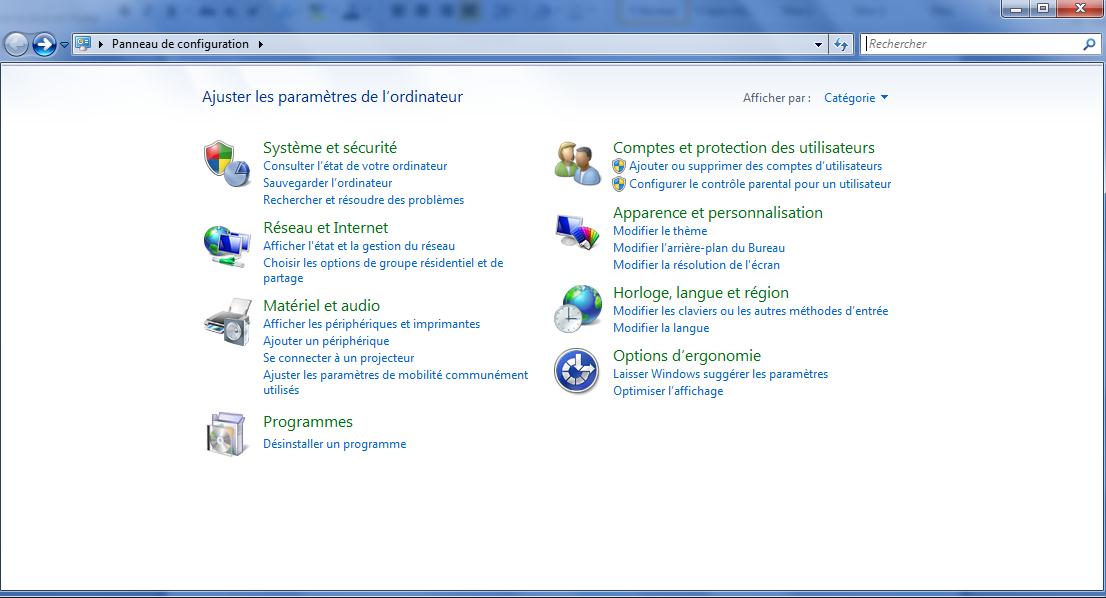 Panneau de configuration
Rechercher
Ajuster les paramètres de l'ordinateur
Afficher par : Catégorie
Système et sécurité
Consulter l'état de votre ordinateur
Sauvegarder l'ordinateur
Rechercher et résoudre des problèmes
Réseau et Internet
Afficher l'état et la gestion du réseau
Choisir les options de groupe résidentiel et de
partage
Matériel et audio
Afficher les périphériques et imprimantes
Ajouter un périphérique
Se connecter à un projecteur
Ajuster les paramètres de mobilité communément
utilisés
Programmes
Désinstaller un programme
Comptes et protection des utilisateurs
Ajouter ou supprimer des comptes d'utilisateurs
Configurer le contrôle parental pour un utilisateur
Apparence et personnalisation
Modifier le thème
Modifier l'arrière-plan du Bureau
Modifier la résolution de l'écran
Horloge, langue et région
Modifier les claviers ou les autres méthodes d'entrée
Modifier la langue
Options d'ergonomie
Laisser Windows suggérer les paramètres
Optimiser l'affichage